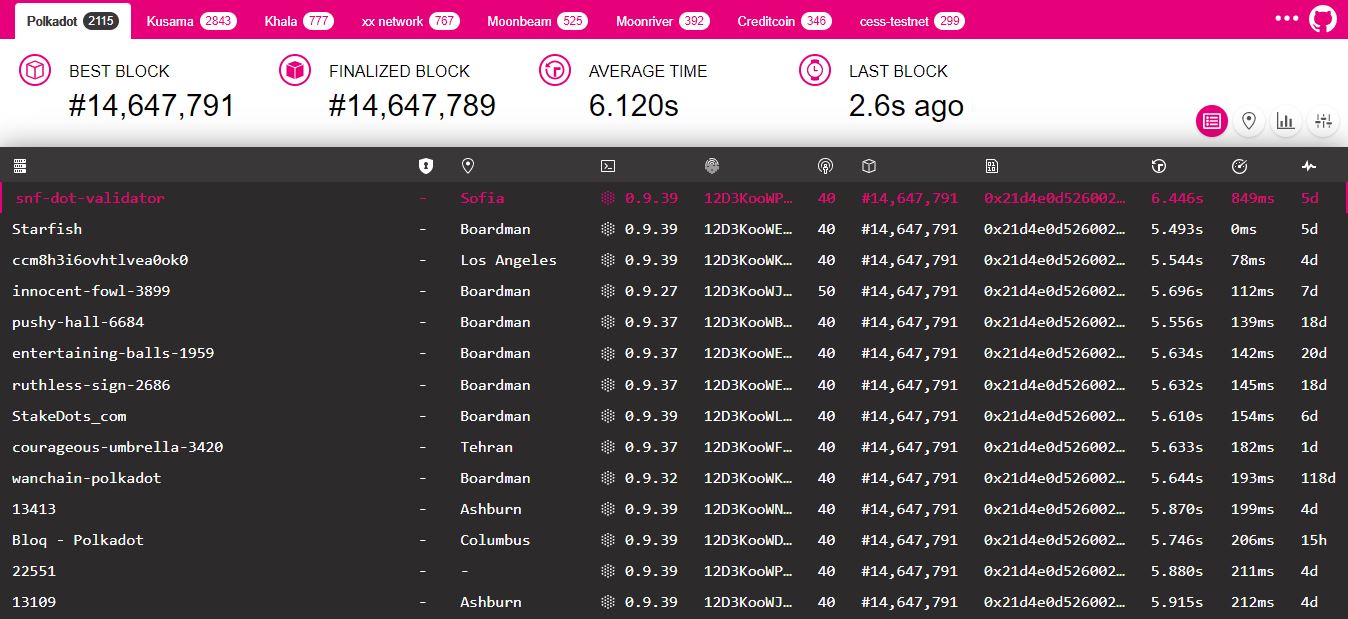 Polkadot 2115 Kusama 2843 Khala 777 xx network 767 Moonbeam 525 Moonriver 392 Creditcoin 346 cess-testnet 299
BEST BLOCK FINALIZED BLOCK AVERAGE TIME LAST BLOCK
#14,647,791 #14,647,789 6.120s 2.6s ago
snf-dot-validator - Sofia 0.9.39 12D3KooWP… 40 #14,647,791 0x21d4e0d526002… 6.446s 849ms 5d
Starfish - Boardman 0.9.39 12D3KooWE… 40 #14,647,791 0x21d4e0d526002… 5.493s 0ms 5d
ccm8h3i6ovhtlvea0ok0 - Los Angeles 0.9.39 12D3KooWK… 40 #14,647,791 0x21d4e0d526002… 5.544s 78ms 4d
innocent-fowl-3899 - Boardman 0.9.27 12D3KooWJ… 50 #14,647,791 0x21d4e0d526002… 5.696s 112ms 7d
pushy-hall-6684 - Boardman 0.9.37 12D3KooWB… 40 #14,647,791 0x21d4e0d526002… 5.556s 139ms 18d
entertaining-balls-1959 - Boardman 0.9.37 12D3KooWE… 40 #14,647,791 0x21d4e0d526002… 5.634s 142ms 20d
ruthless-sign-2686 - Boardman 0.9.37 12D3KooWE… 40 #14,647,791 0x21d4e0d526002… 5.632s 145ms 18d
StakeDots_com - Boardman 0.9.39 12D3KooWL… 40 #14,647,791 0x21d4e0d526002… 5.610s 154ms 6d
courageous-umbrella-3420 - Tehran 0.9.37 12D3KooWF… 40 #14,647,791 0x21d4e0d526002… 5.633s 182ms 1d
wanchain-polkadot - Boardman 0.9.32 12D3KooWK… 40 #14,647,791 0x21d4e0d526002… 5.644s 193ms 118d
13413 - Ashburn 0.9.39 12D3KooWN… 40 #14,647,791 0x21d4e0d526002… 5.870s 199ms 4d
Bloq - Polkadot - Columbus 0.9.39 12D3KooWD… 40 #14,647,791 0x21d4e0d526002… 5.746s 206ms 15h
22551 - - 0.9.39 12D3KooWP… 40 #14,647,791 0x21d4e0d526002… 5.880s 211ms 4d
13109 - Ashburn 0.9.39 12D3KooWJ… 40 #14,647,791 0x21d4e0d526002… 5.915s 212ms 4d